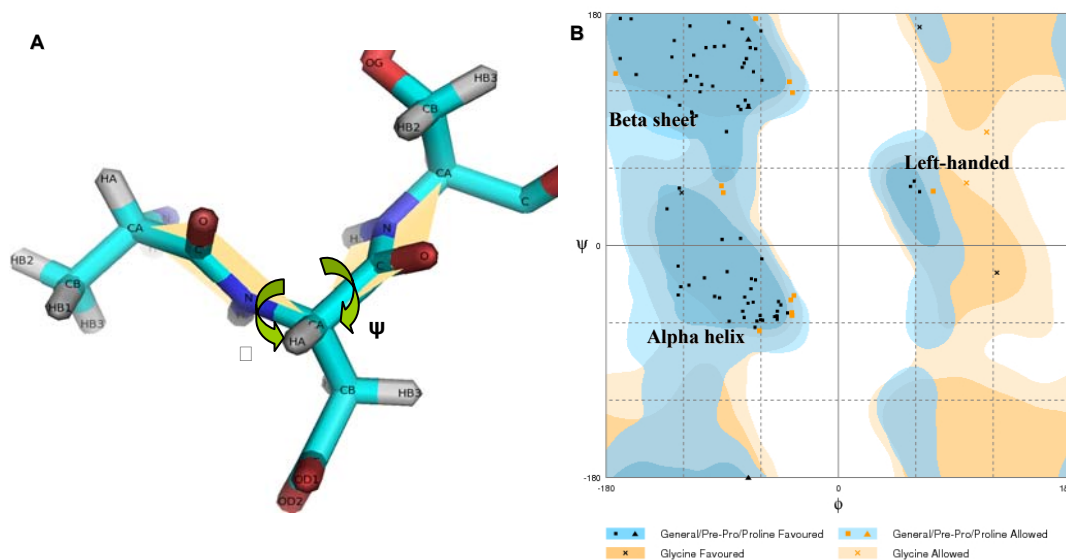 A
OG
HB3
CB
HB2
HA
CA
CA
N
O
C
N
H
C
HB2
CB
HB1
HB3
N
C
O
ψ
CA
HA
□
CB
HB3
OD1
OD2
B
180
Beta sheet
Left-handed
ψ
0
Alpha helix
-180
-180
0
18
ϕ
General/Pre-Pro/Proline Favoured
General/Pre-Pro/Proline Allowed
Glycine Favoured
Glycine Allowed